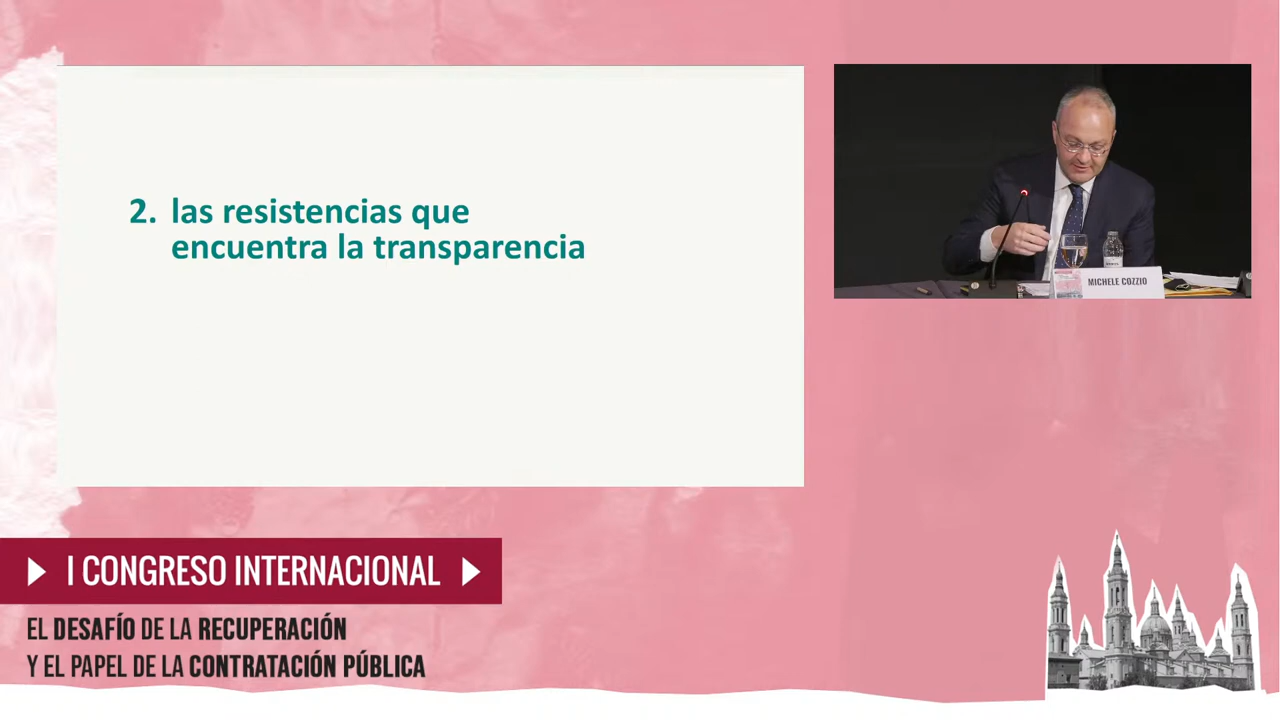 2. las resistencias que
encuentra la transparencia
MICHELE COZZIO
I CONGRESO INTERNACIONAL
EL DESAFÍO DE LA RECUPERACIÓN
Y EL PAPEL DE LA CONTRATACIÓN PÚBLICA